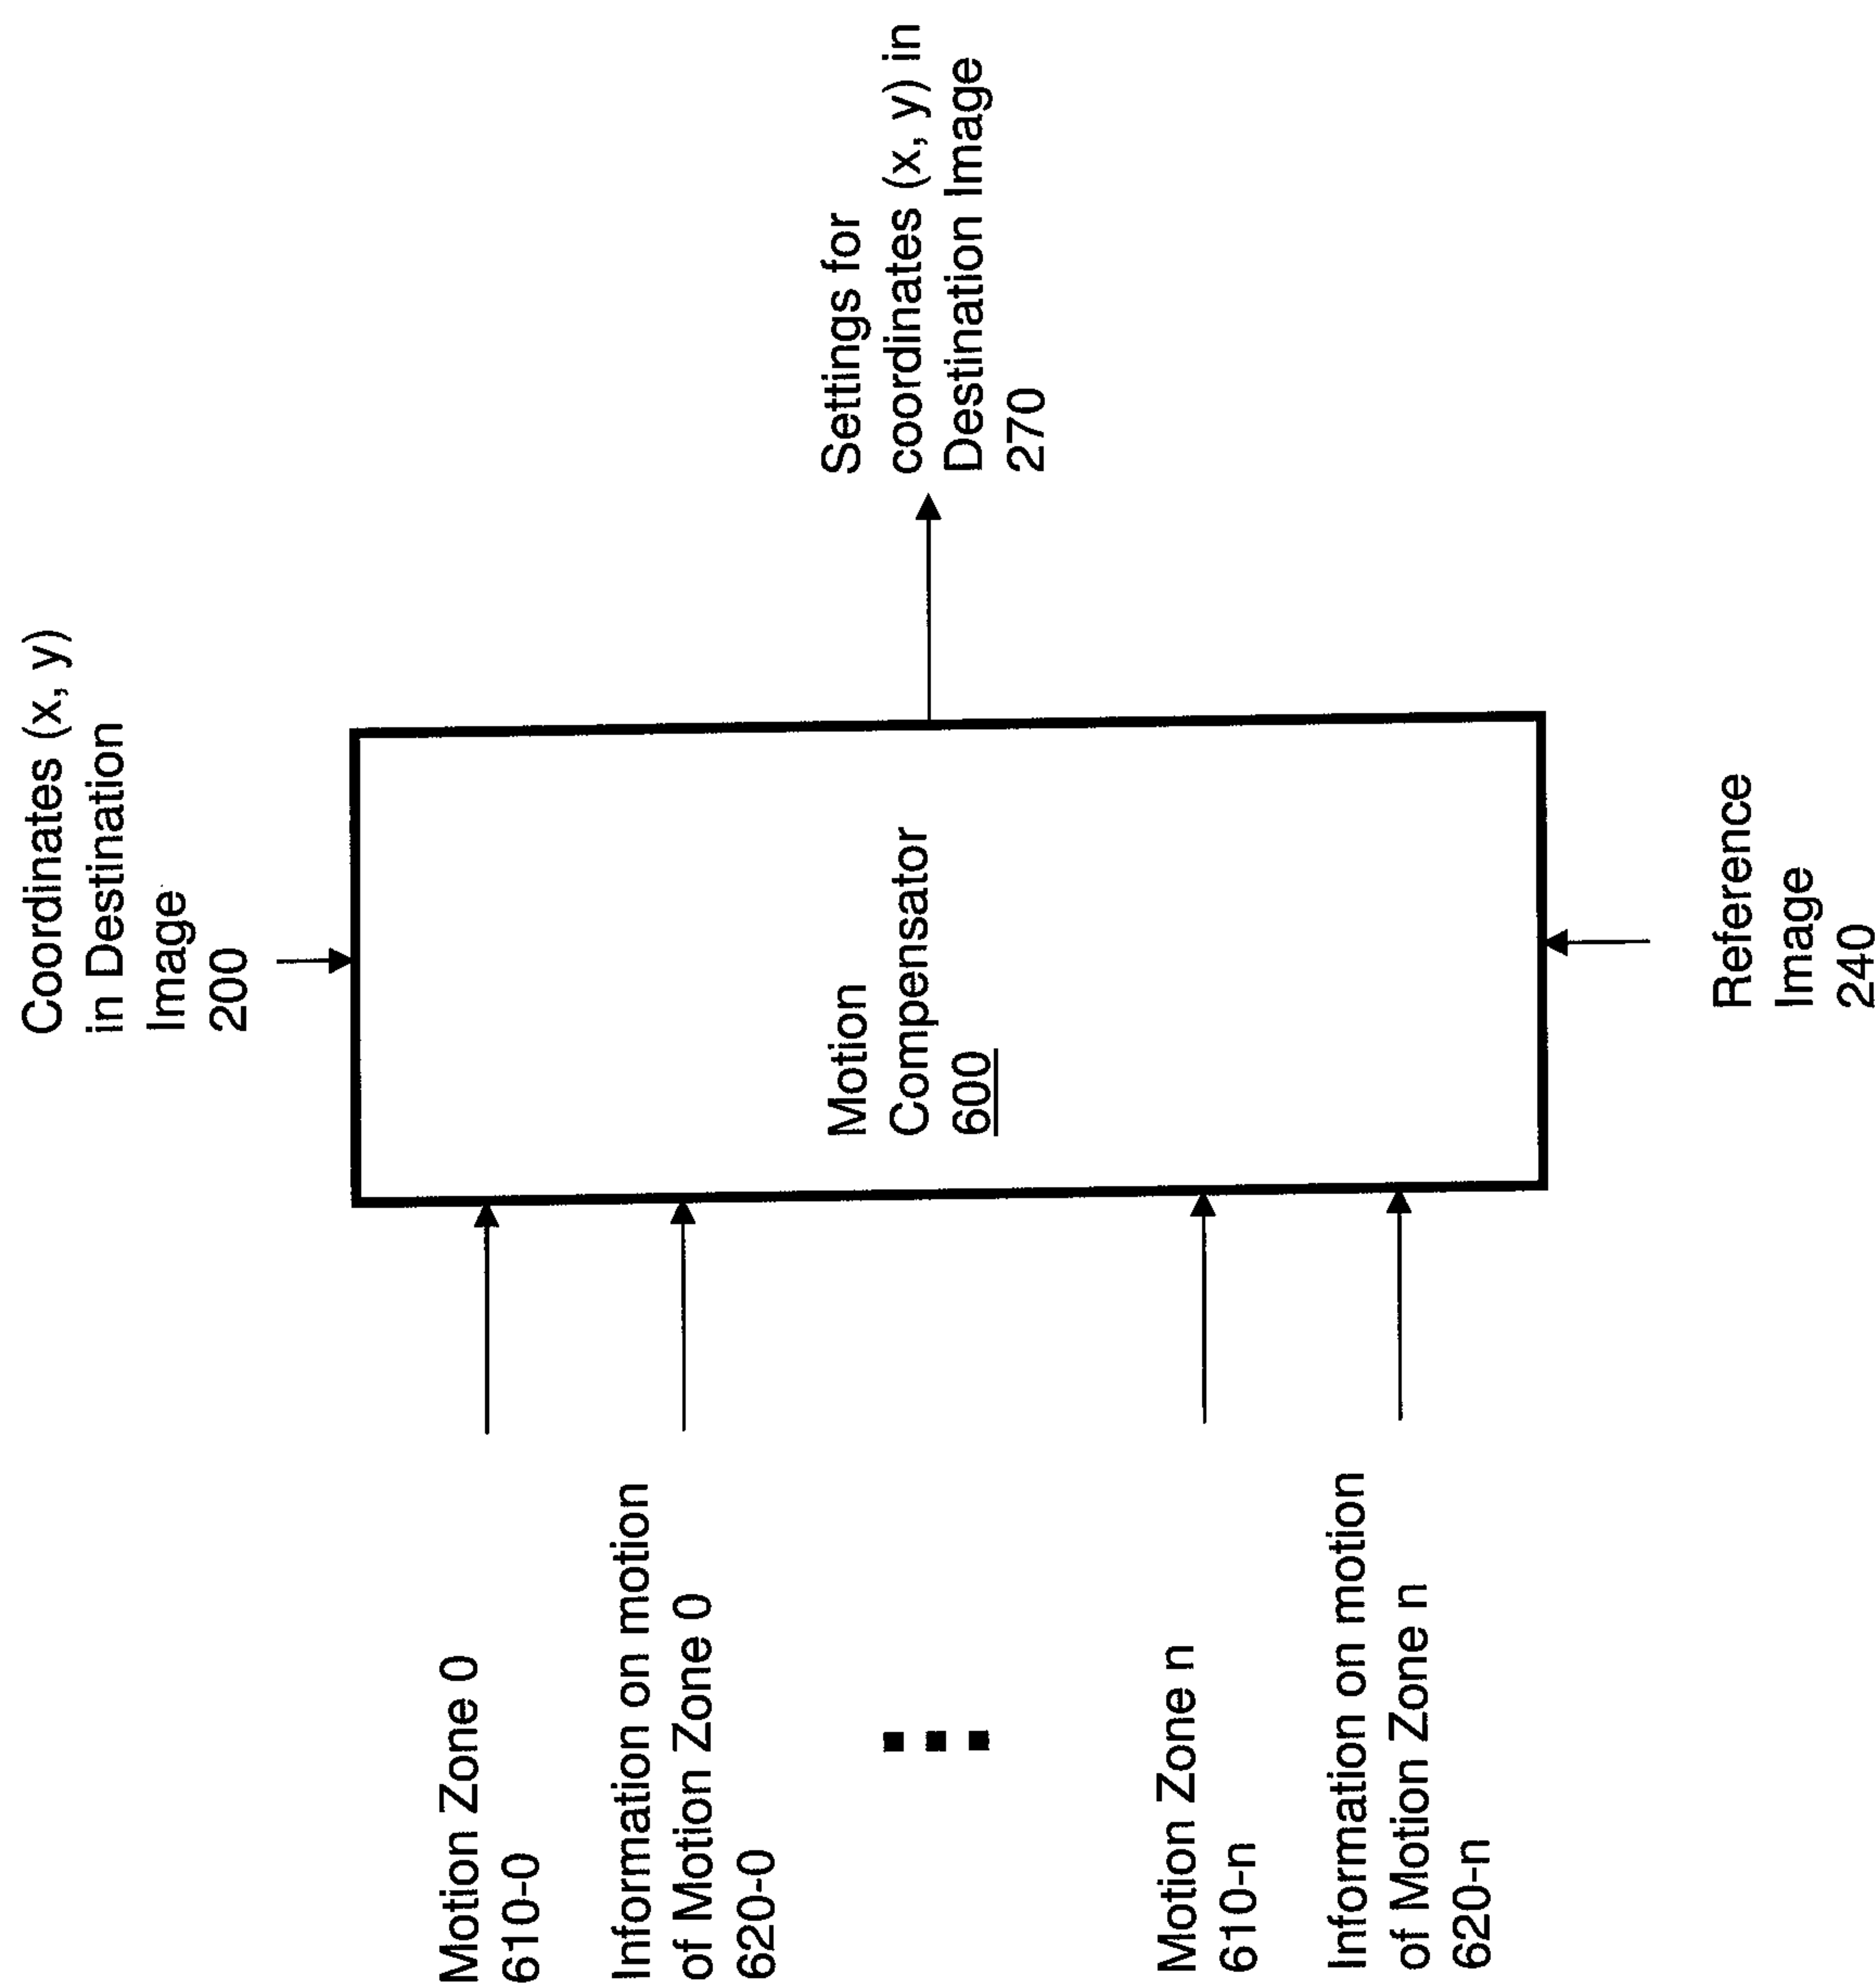 Coordinates (x, y)
in Destination
Image
200
Motion Zone 0
610-0
Information on motion
of Motion Zone 0
620-0
Motion
Compensator
600
Settings for
coordinates (x, y) in
Destination Image
270
Motion Zone n
610-n
Information on motion
of Motion Zone n
620-n
Reference
Image
240